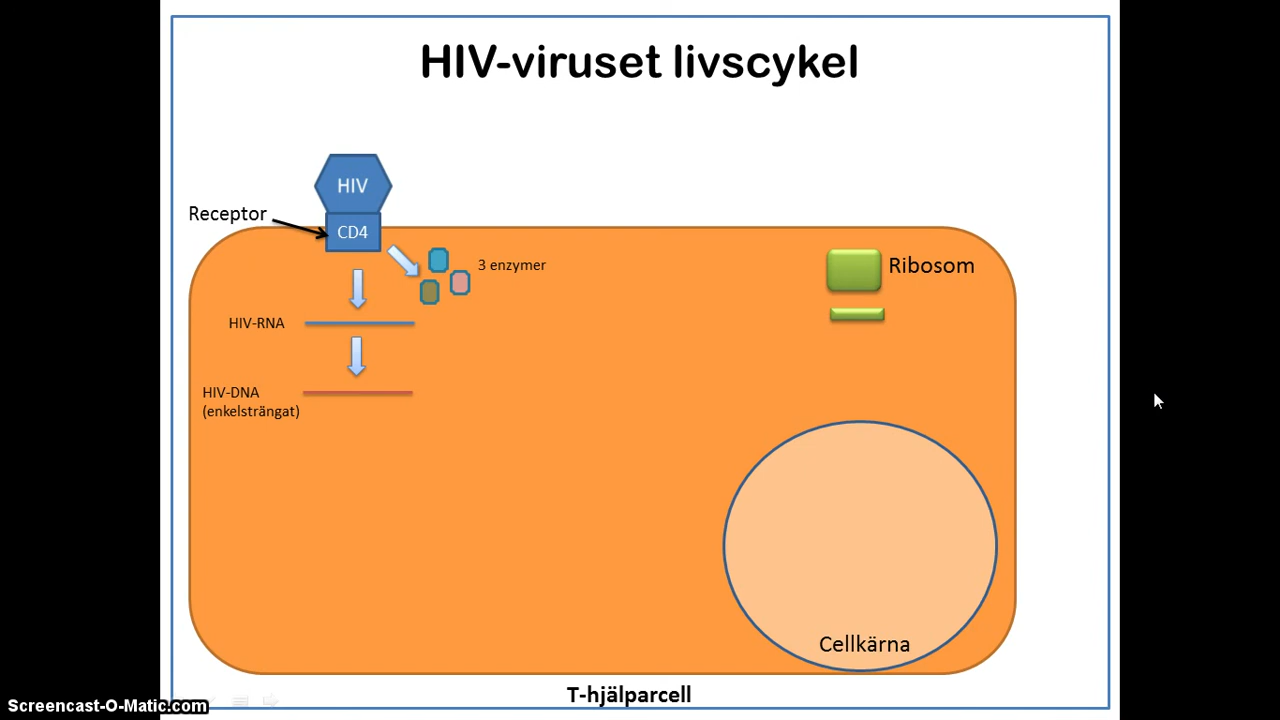 HIV-viruset livscykel
HIV
Receptor
CD4
3 enzymer
Ribosom
HIV-RNA
HIV-DNA
(enkelsträngat)
Cellkärna
T-hjälparcell
Screencast-O-Matic.com